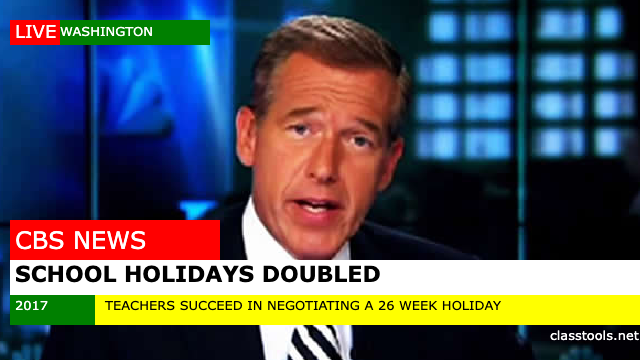 LIVE WASHINGTON
CBS NEWS
SCHOOL HOLIDAYS DOUBLED
2017 TEACHERS SUCCEED IN NEGOTIATING A 26 WEEK HOLIDAY
classtools.net